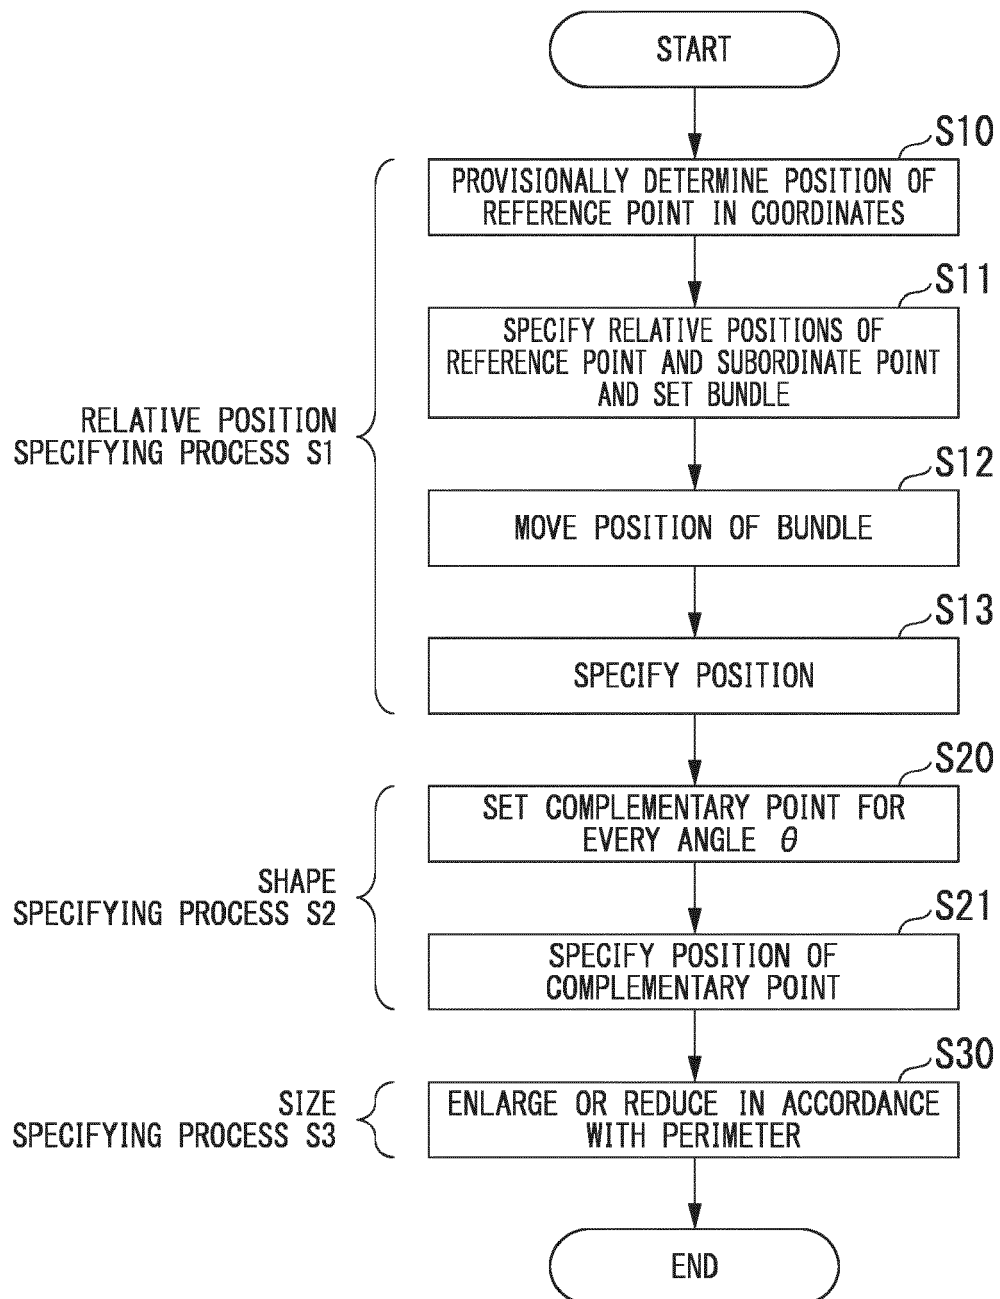 START
S10
PROVISIONALLY DETERMINE POSITION OF
REFERENCE POINT IN COORDINATES
S11
SPECIFY RELATIVE POSITIONS OF
REFERENCE POINT AND SUBORDINATE POINT
AND SET BUNDLE
RELATIVE POSITION
SPECIFYING PROCESS S1
S12
MOVE POSITION OF BUNDLE
S13
SPECIFY POSITION
S20
SET COMPLEMENTARY POINT FOR
EVERY ANGLE θ
SHAPE
SPECIFYING PROCESS S2
S21
SPECIFY POSITION OF
COMPLEMENTARY POINT
S30
SIZE
SPECIFYING PROCESS S3
ENLARGE OR REDUCE IN ACCORDANCE
WITH PERIMETER
END